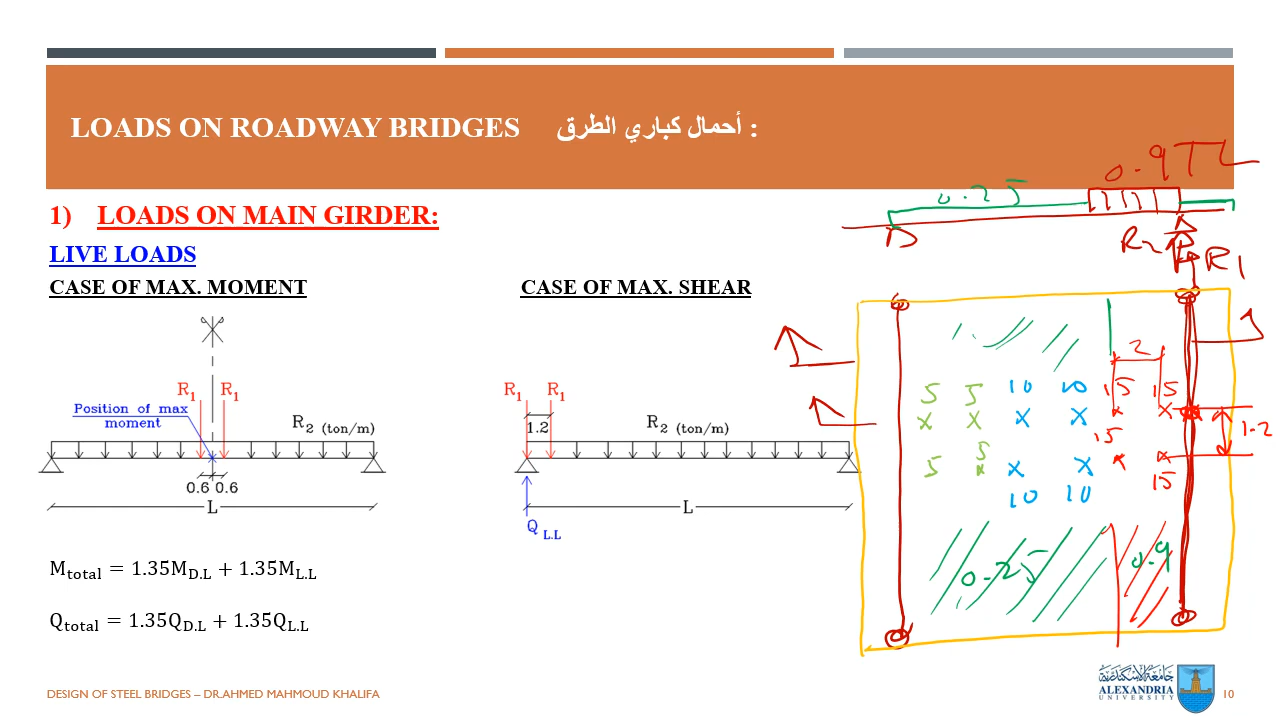 LOADS ON ROADWAY BRIDGES أحمال كباري الطرق :
1) LOADS ON MAIN GIRDER:
LIVE LOADS
CASE OF MAX. MOMENT
R1 R1
Position of max
moment
R2 (ton/m)
0.6 0.6
L
CASE OF MAX. SHEAR
R1 R1
1.2
R2 (ton/m)
L
Q L.L
Mtotal = 1.35MD.L + 1.35ML.L
Qtotal = 1.35QD.L + 1.35QL.L
0.9
0.25
R2 R1
2
5 5 10 10 15 15
1.2
15
5 5
15
10 10
0.25 0.9
DESIGN OF STEEL BRIDGES – DR.AHMED MAHMOUD KHALIFA
جامعة الإسكندرية
ALEXANDRIA
UNIVERSITY
10